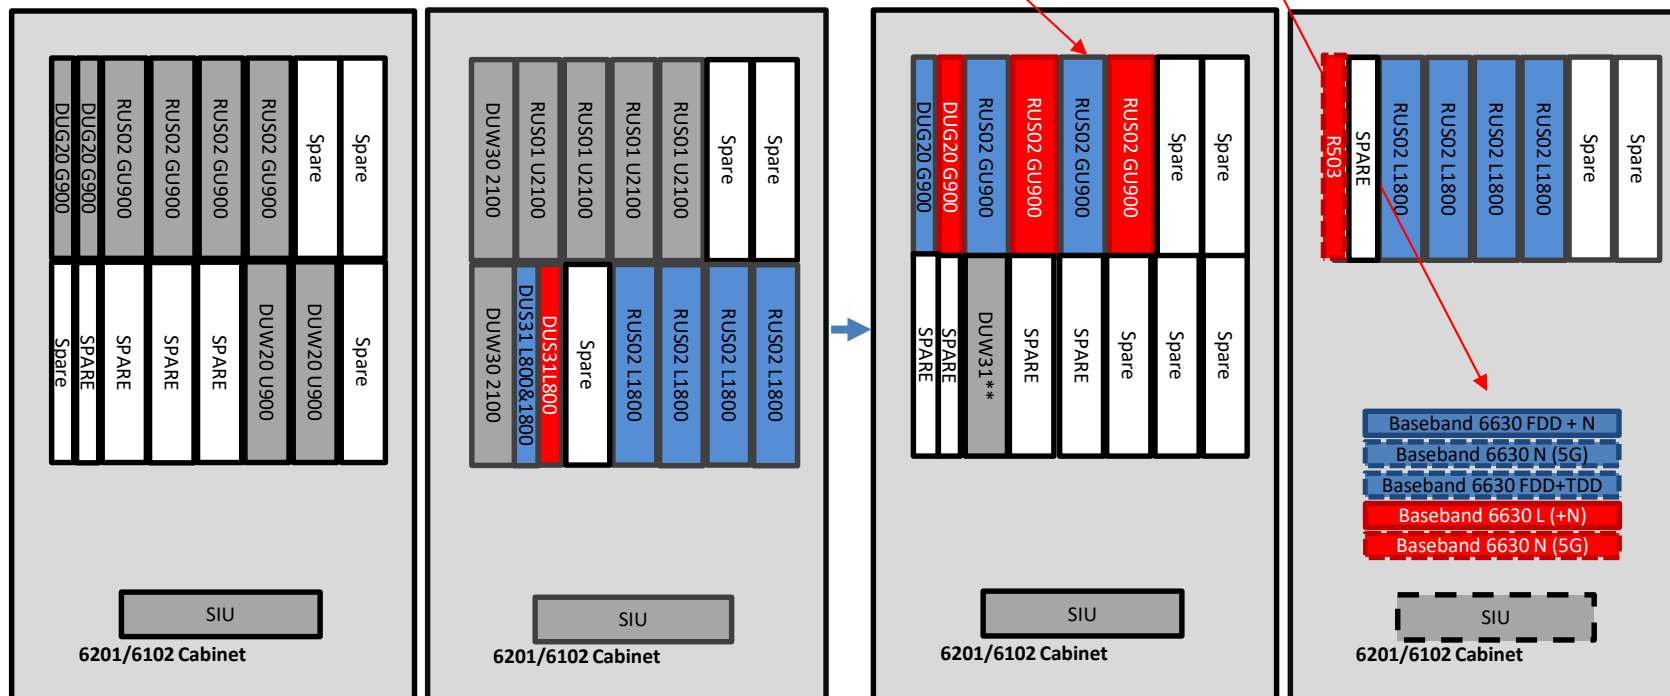 DUG20 G900
DUG20 G900
RUS02 GU900
RUS02 GU900
RUS02 GU900
RUS02 GU900
Spare
Spare
Spare
SPARE
SPARE
SPARE
SPARE
DUW20 U900
DUW20 U900
Spare
SIU
6201/6102 Cabinet
DUW30 2100
RUS01 U2100
RUS01 U2100
RUS01 U2100
RUS01 U2100
Spare
Spare
DUW30 2100
DUS31 L800&1800
DUS31L800
Spare
RUS02 L1800
RUS02 L1800
RUS02 L1800
RUS02 L1800
SIU
6201/6102 Cabinet
DUG20 G900
DUG20 G900
RUS02 GU900
RUS02 GU900
RUS02 GU900
RUS02 GU900
Spare
Spare
SPARE
SPARE
DUW31**
SPARE
SPARE
Spare
Spare
Spare
SIU
6201/6102 Cabinet
R503
SPARE
RUS02 L1800
RUS02 L1800
RUS02 L1800
RUS02 L1800
Spare
Spare
Baseband 6630 FDD + N
Baseband 6630 N (5G)
Baseband 6630 FDD+TDD
Baseband 6630 L (+N)
Baseband 6630 N (5G)
SIU
6201/6102 Cabinet